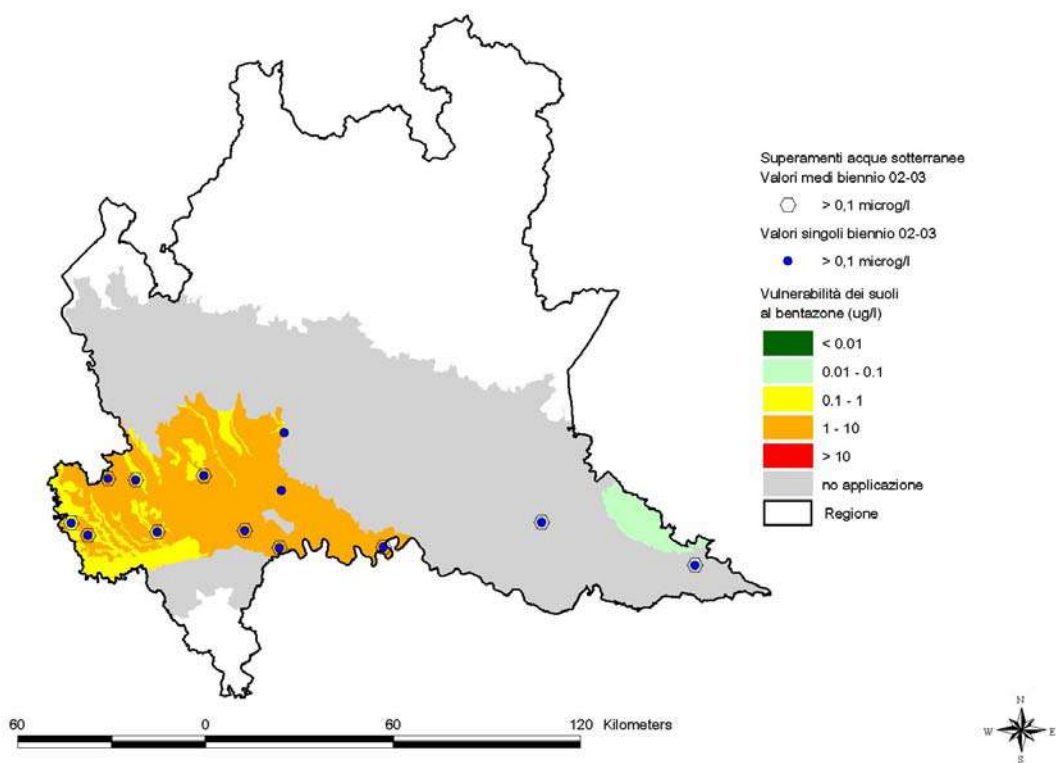 Superamenti acque sotterranee
Valori medi biennio 02-03
> 0,1 microg/l
Valori singoli biennio 02-03
> 0,1 microg/l
Vulnerabilità dei suoli
al bentazone (ug/l)
< 0.01
0.01 - 0.1
0.1 - 1
1 - 10
> 10
no applicazione
Regione
60 0 60 120 Kilometers
N
W E
S